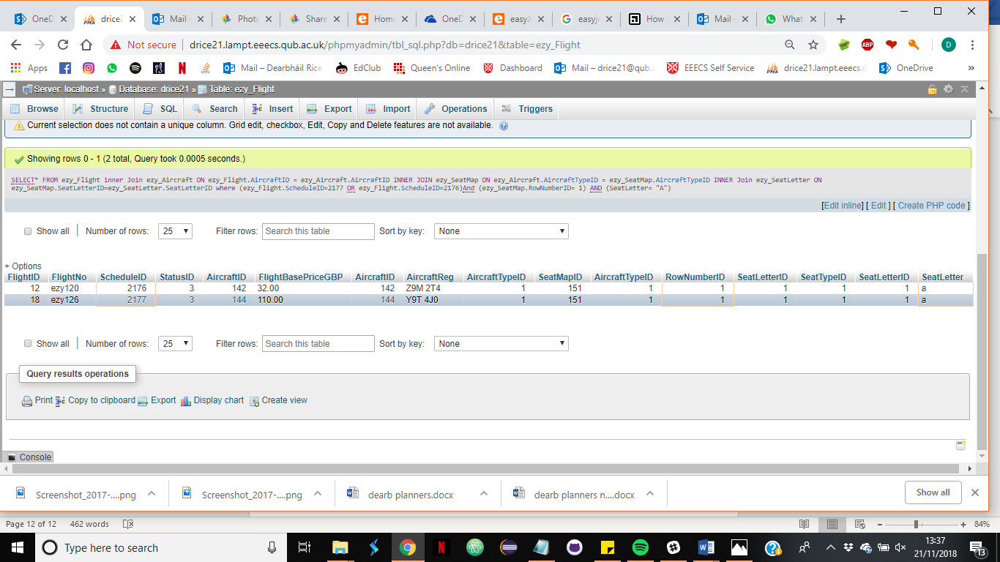 OneD
drice2
Mail -
Photo
Share
Home
OneD
easyJ
easyje
How
Mail -
What
Not secure | drice21.lampt.eeecs.qub.ac.uk/phpmyadmin/tbl_sql.php?db=drice21&table=ezy_Flight
ABP
D
Apps
Mail – Dearbháil Rice
EdClub
Queen's Online
Dashboard
Mail – drice21@qub.
EEECS Self Service
drice21.lampt.eeecs.q
OneDrive
»
Server: localhost » Database: drice21 » Table: ezy_Flight
Browse Structure SQL Search Insert Export Import Operations Triggers
Current selection does not contain a unique column. Grid edit, checkbox, Edit, Copy and Delete features are not available.
Showing rows 0 - 1 (2 total, Query took 0.0005 seconds.)
SELECT* FROM ezy_Flight inner Join ezy_Aircraft ON ezy_Flight.AircraftID = ezy_Aircraft.AircraftID INNER JOIN ezy_SeatMap ON ezy_Aircraft.AircraftTypeID = ezy_SeatMap.AircraftTypeID INNER Join ezy_SeatLetter ON
ezy_SeatMap.SeatLetterID=ezy_SeatLetter.SeatLetterID where (ezy_Flight.ScheduleID=2177 OR ezy_Flight.ScheduleID=2176)And (ezy_SeatMap.RowNumberID= 1) AND (SeatLetter= "A")
[Edit inline] [ Edit ] [ Create PHP code ]
Show all | Number of rows: 25 Filter rows: Search this table Sort by key: None
+ Options
FlightID FlightNo ScheduleID StatusID AircraftID FlightBasePriceGBP AircraftID AircraftReg AircraftTypeID SeatMapID AircraftTypeID RowNumberID SeatLetterID SeatTypeID SeatLetterID SeatLetter
12 ezy120 2176 3 142 32.00 142 Z9M 2T4 1 151 1 1 1 1 1 a
18 ezy126 2177 3 144 110.00 144 Y9T 4J0 1 151 1 1 1 1 1 a
Show all | Number of rows: 25 Filter rows: Search this table Sort by key: None
Query results operations
Print Copy to clipboard Export Display chart Create view
Console
Screenshot_2017-....png
Screenshot_2017-....png
dearb planners.docx
dearb planners n....docx
Show all
Page 12 of 12 462 words 84%
Type here to search
13:37
21/11/2018
13